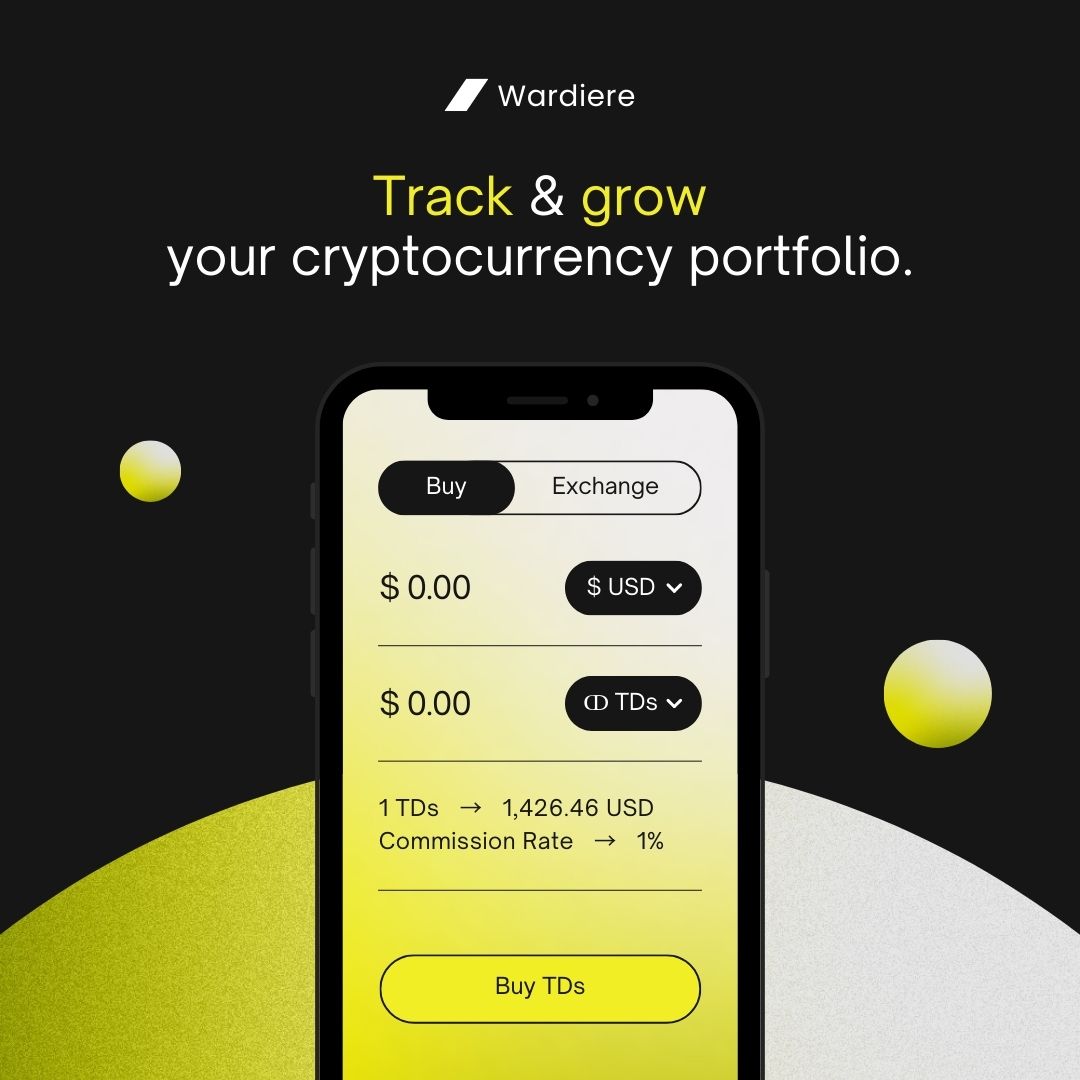 Wardiere
Track & grow
your cryptocurrency portfolio.
Buy Exchange
$ 0.00 $ USD
$ 0.00 ↀ TDs
1 TDs → 1,426.46 USD
Commission Rate → 1%
Buy TDs